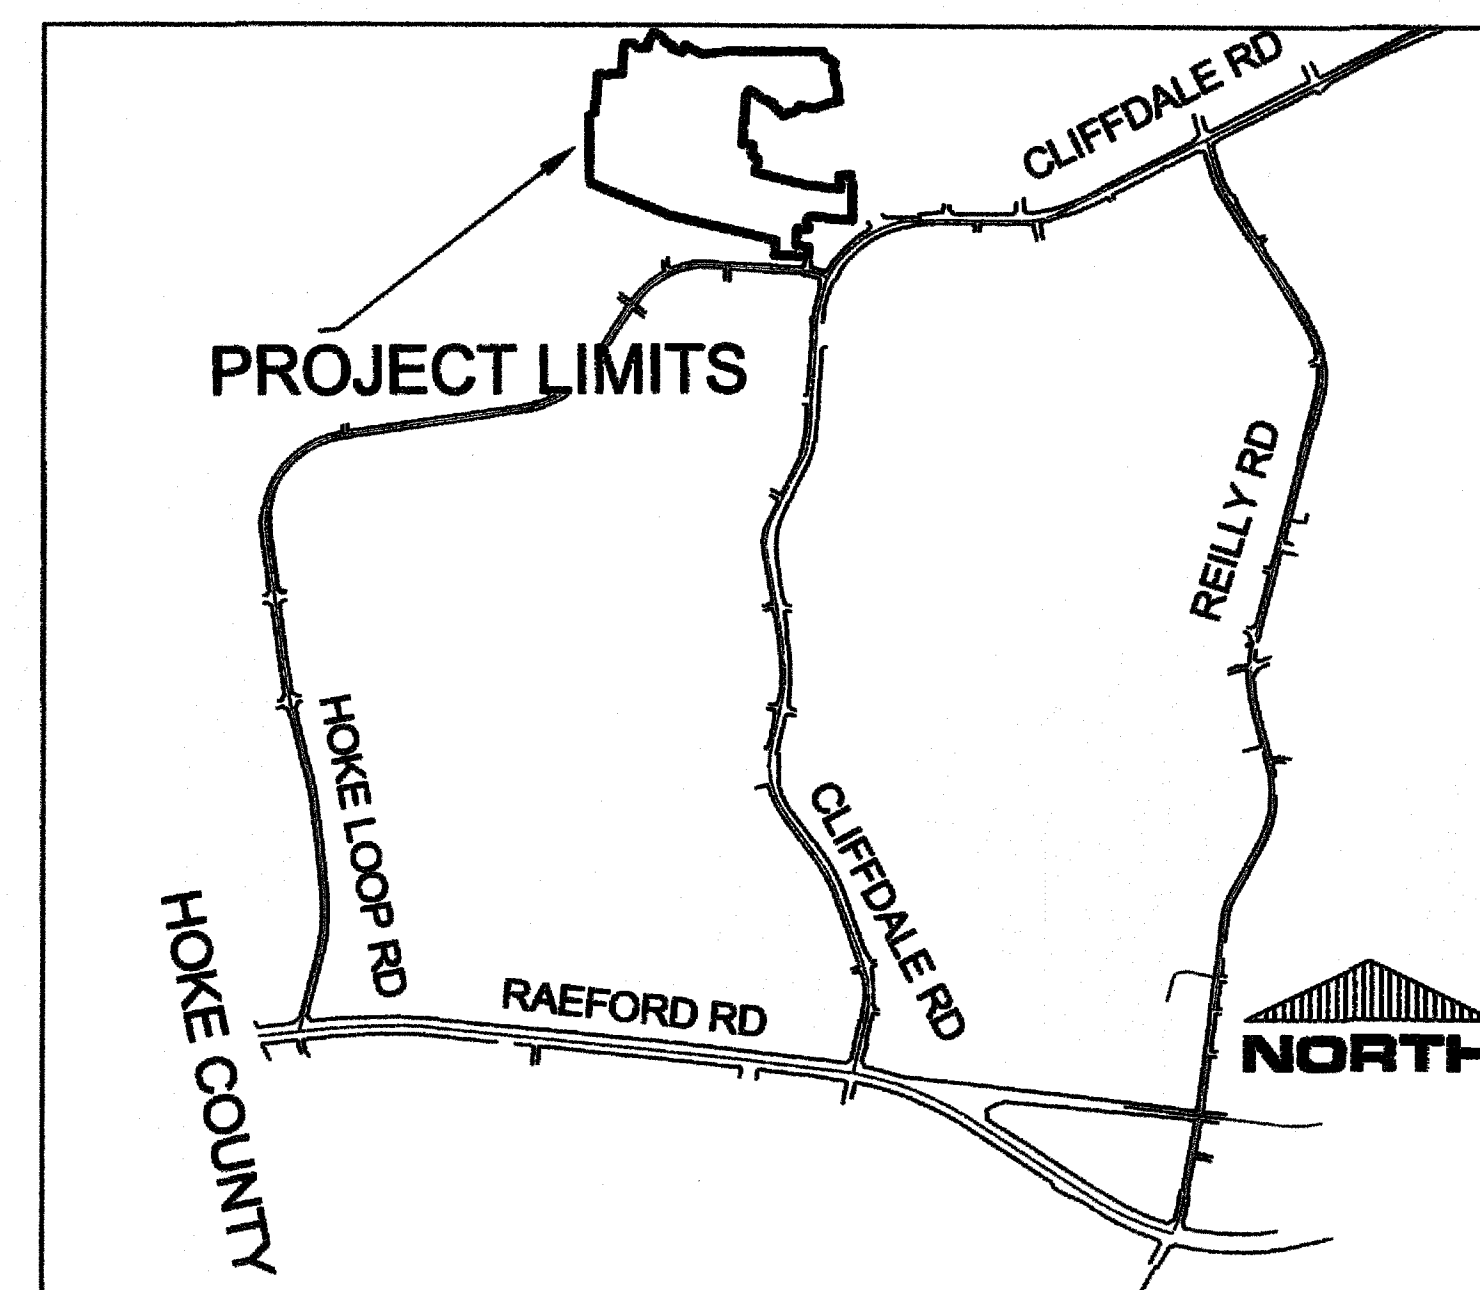 CLIFFDALE RD
PROJECT LIMITS
REILLY RD
HOKE LOOP RD
CLIFFDALE RD
HOKE COUNTY
RAEFORD RD
NORTH